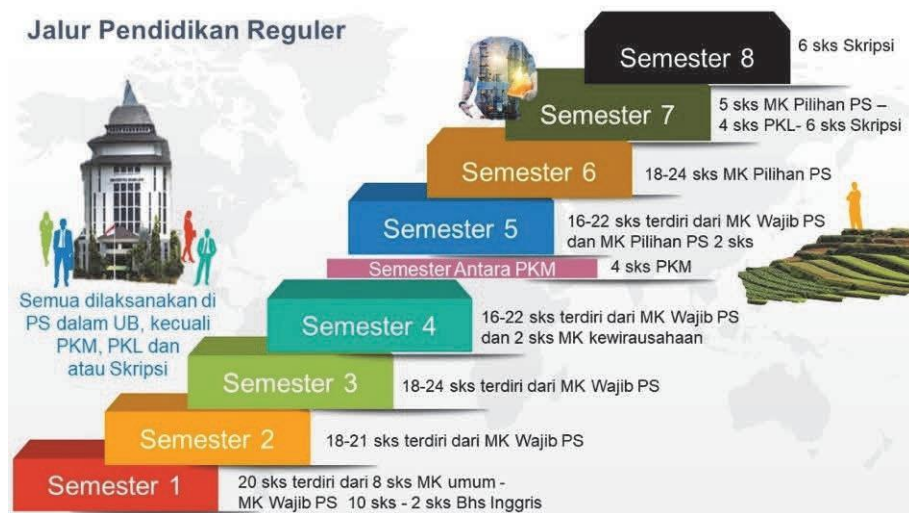 Jalur Pendidikan Reguler
Semester 8
6 sks Skripsi
Semester 7
5 sks MK Pilihan PS –
4 sks PKL- 6 sks Skripsi
Semester 6
18-24 sks MK Pilihan PS
Semester 5
16-22 sks terdiri dari MK Wajib PS
dan MK Pilihan PS 2 sks
Semester Antara PKM
4 sks PKM
Semua dilaksanakan di
PS dalam UB, kecuali
PKM, PKL dan
atau Skripsi
Semester 4
16-22 sks terdiri dari MK Wajib PS
dan 2 sks MK kewirausahaan
Semester 3
18-24 sks terdiri dari MK Wajib PS
Semester 2
18-21 sks terdiri dari MK Wajib PS
Semester 1
20 sks terdiri dari 8 sks MK umum -
MK Wajib PS 10 sks - 2 sks Bhs Inggris